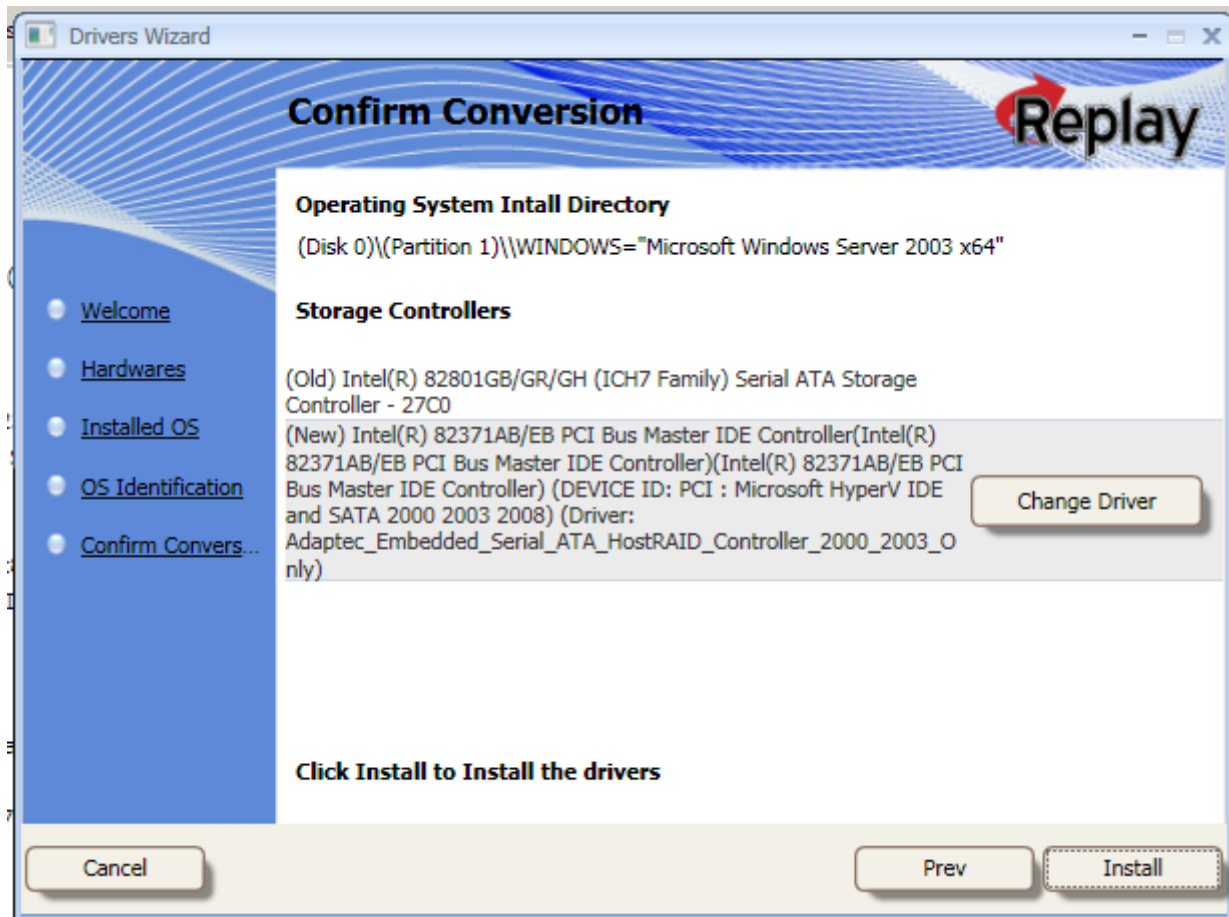 Drivers Wizard
Confirm Conversion
Replay
Operating System Intall Directory
(Disk 0)\(Partition 1)\\WINDOWS="Microsoft Windows Server 2003 x64"
Welcome
Hardwares
Installed OS
OS Identification
Confirm Convers...
Storage Controllers
(Old) Intel(R) 82801GB/GR/GH (ICH7 Family) Serial ATA Storage
Controller - 27C0
(New) Intel(R) 82371AB/EB PCI Bus Master IDE Controller(Intel(R)
82371AB/EB PCI Bus Master IDE Controller)(Intel(R) 82371AB/EB PCI
Bus Master IDE Controller) (DEVICE ID: PCI : Microsoft HyperV IDE
and SATA 2000 2003 2008) (Driver:
Adaptec_Embedded_Serial_ATA_HostRAID_Controller_2000_2003_O
nly)
Change Driver
Click Install to Install the drivers
Cancel
Prev
Install